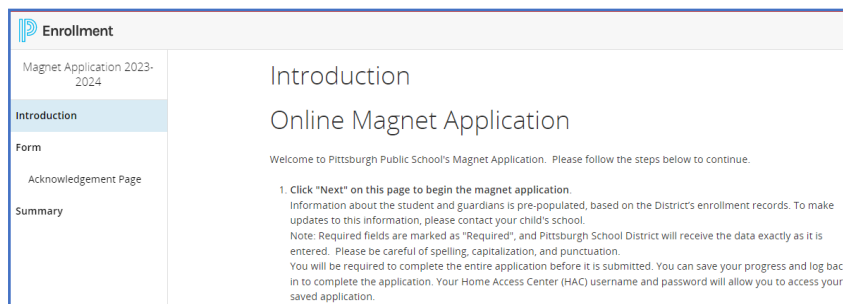 Enrollment
Magnet Application 2023-
2024
Introduction
Form
Acknowledgement Page
Summary
Introduction
Online Magnet Application
Welcome to Pittsburgh Public School's Magnet Application. Please follow the steps below to continue.
1. Click "Next" on this page to begin the magnet application.
Information about the student and guardians is pre-populated, based on the District's enrollment records. To make
updates to this information, please contact your child's school.
Note: Required fields are marked as "Required", and Pittsburgh School District will receive the data exactly as it is
entered. Please be careful of spelling, capitalization, and punctuation.
You will be required to complete the entire application before it is submitted. You can save your progress and log bac
in to complete the application. Your Home Access Center (HAC) username and password will allow you to access your
saved application.